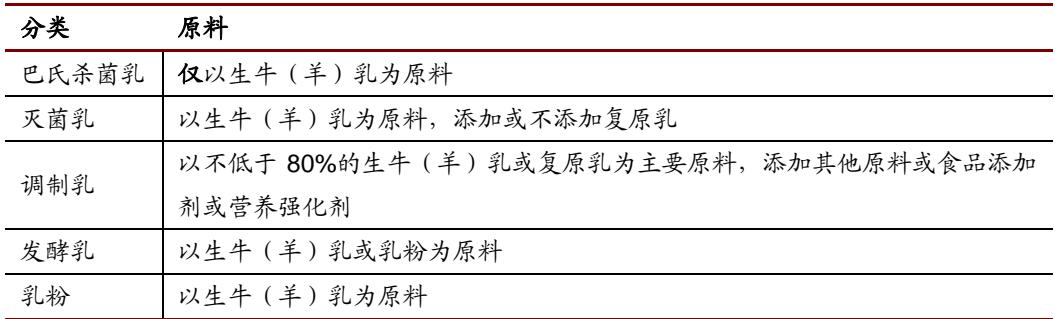 分类 原料
巴氏杀菌乳 仅以生牛（羊）乳为原料
灭菌乳 以生牛（羊）乳为原料，添加或不添加复原乳
调制乳 以不低于 80%的生牛（羊）乳或复原乳为主要原料，添加其他原料或食品添加
剂或营养强化剂
发酵乳 以生牛（羊）乳或乳粉为原料
乳粉 以生牛（羊）乳为原料